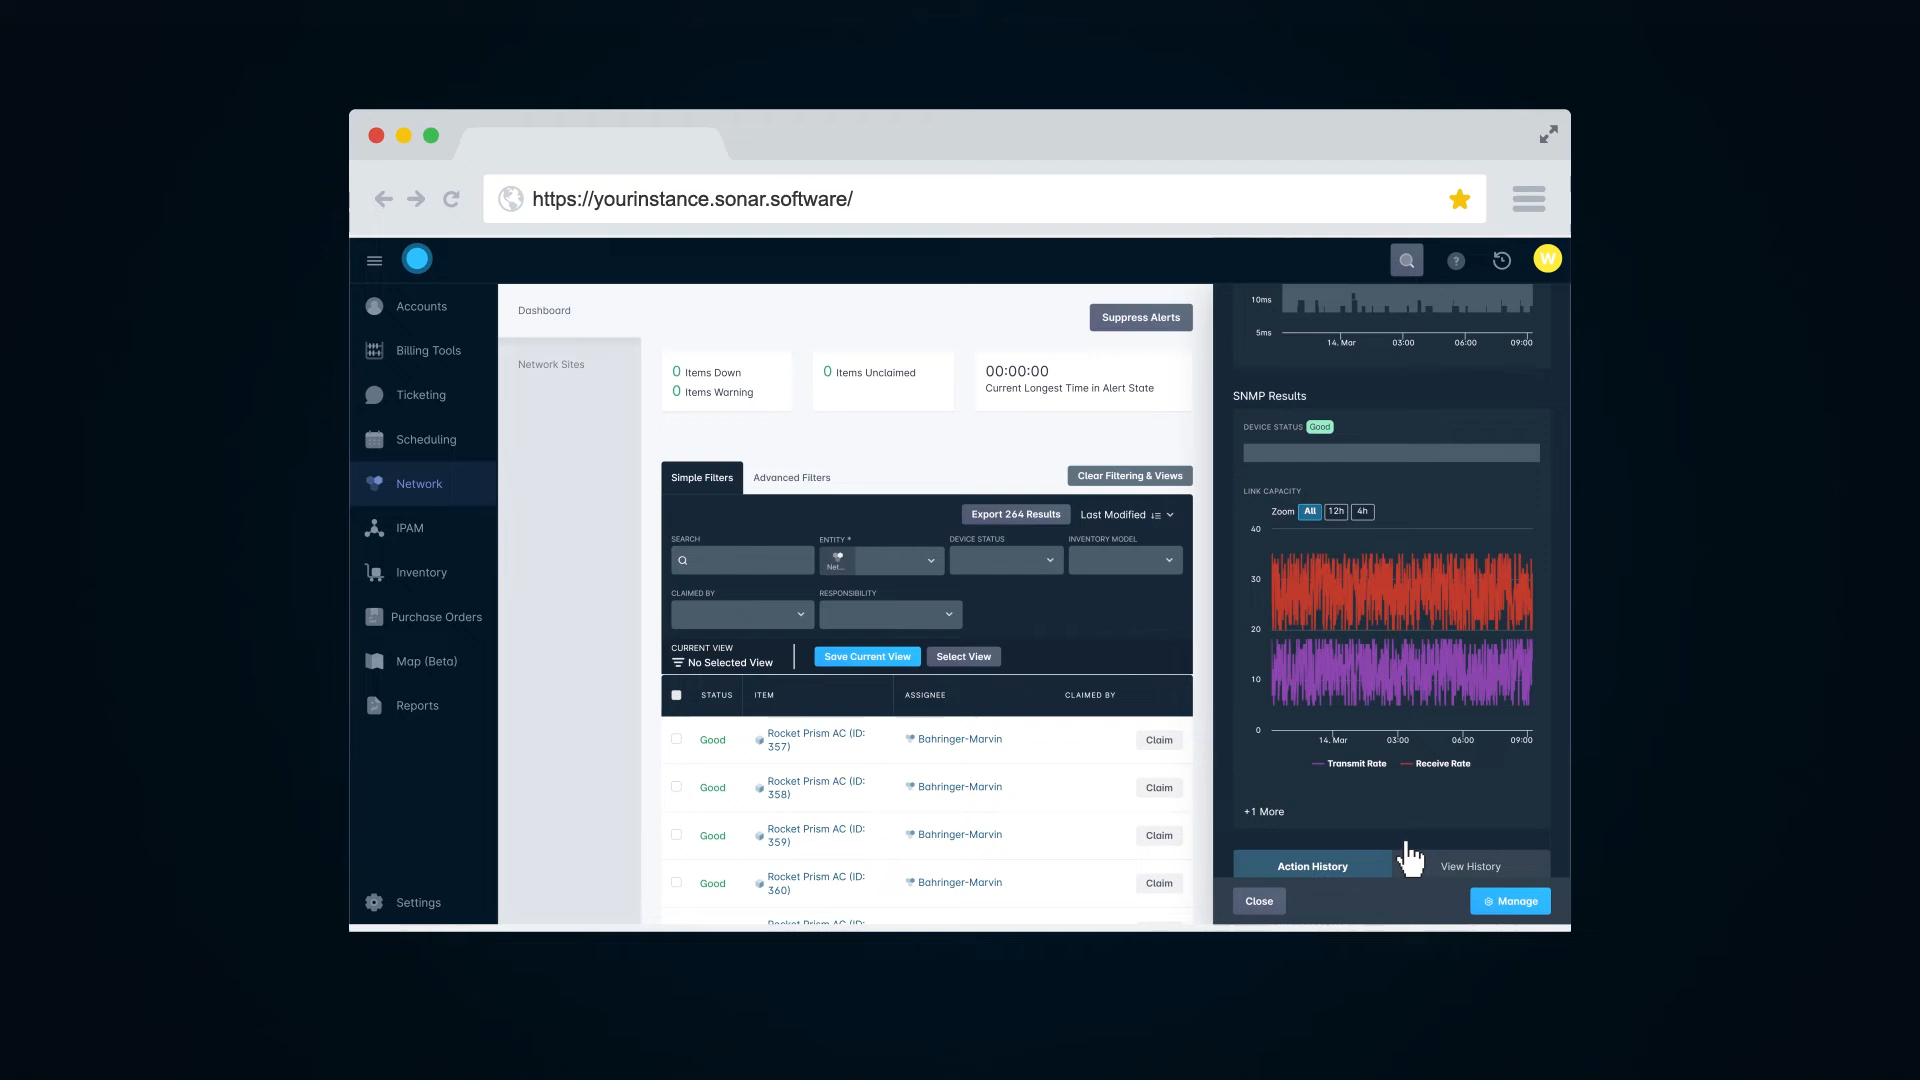 https://yourinstance.sonar.software/
?
W
Accounts
Billing Tools
Ticketing
Scheduling
Network
IPAM
Inventory
Purchase Orders
Map (Beta)
Reports
Settings
Dashboard
Network Sites
Suppress Alerts
0 Items Down
0 Items Warning
0 Items Unclaimed
00:00:00
Current Longest Time in Alert State
Simple Filters
Advanced Filters
Clear Filtering & Views
Export 264 Results
Last Modified
SEARCH
ENTITY *
DEVICE STATUS
INVENTORY MODEL
Net...
CLAIMED BY
RESPONSIBILITY
CURRENT VIEW
No Selected View
Save Current View
Select View
STATUS ITEM ASSIGNEE CLAIMED BY
Good
Rocket Prism AC (ID:
357)
Bahringer-Marvin
Claim
Good
Rocket Prism AC (ID:
358)
Bahringer-Marvin
Claim
Good
Rocket Prism AC (ID:
359)
Bahringer-Marvin
Claim
Good
Rocket Prism AC (ID:
360)
Bahringer-Marvin
Claim
Rocket Prism AC (ID:
10ms
5ms
14. Mar 03:00 06:00 09:00
SNMP Results
DEVICE STATUS Good
LINK CAPACITY
Zoom All 12h 4h
40
30
20
10
0
14. Mar 03:00 06:00 09:00
Transmit Rate Receive Rate
+1 More
Action History
View History
Close
Manage